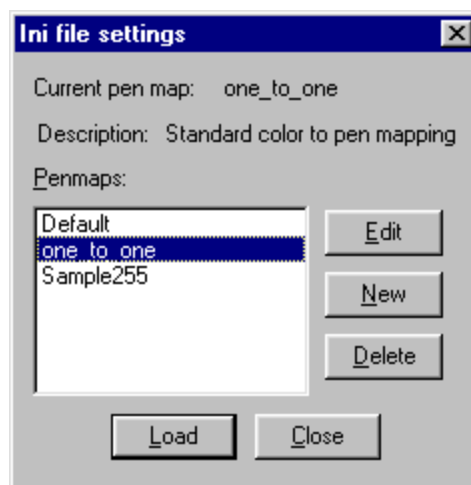 Ini file settings
Current pen map: one_to_one
Description: Standard color to pen mapping
Penmaps:
Default
one_to_one
Sample255
Edit
New
Delete
Load
Close